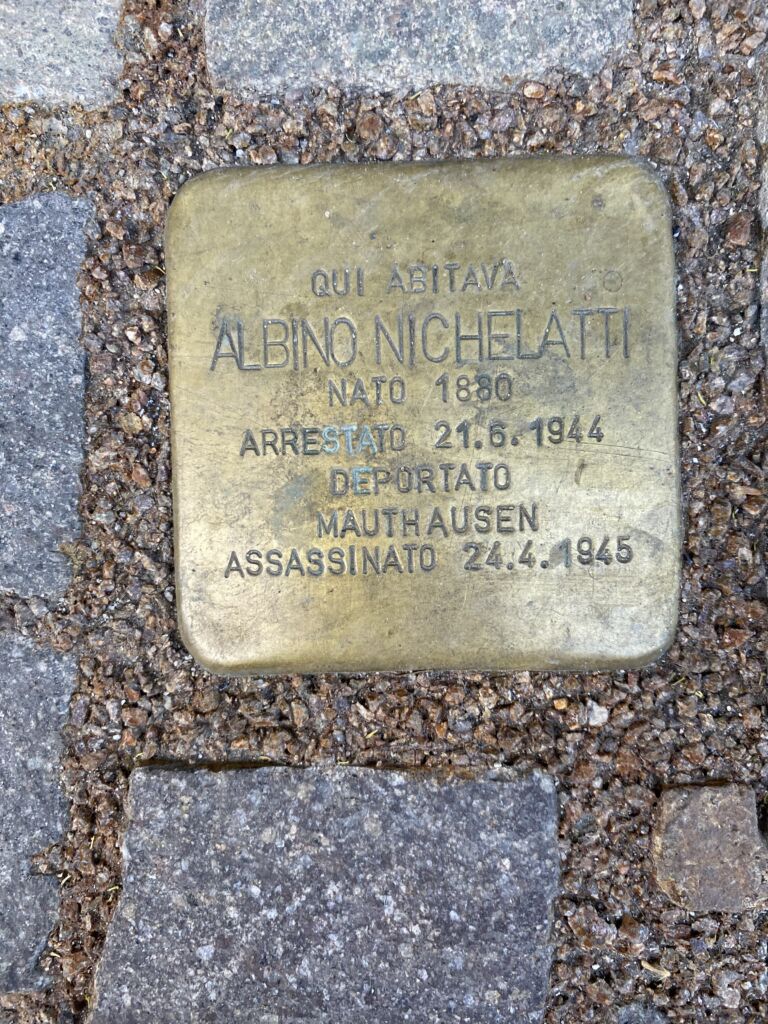 QUI ABITAVA
ALBINO NICHELATTI
NATO 1880
ARRESTATO 21.6.1944
DEPORTATO
MAUTHAUSEN
ASSASSINATO 24.4.1945